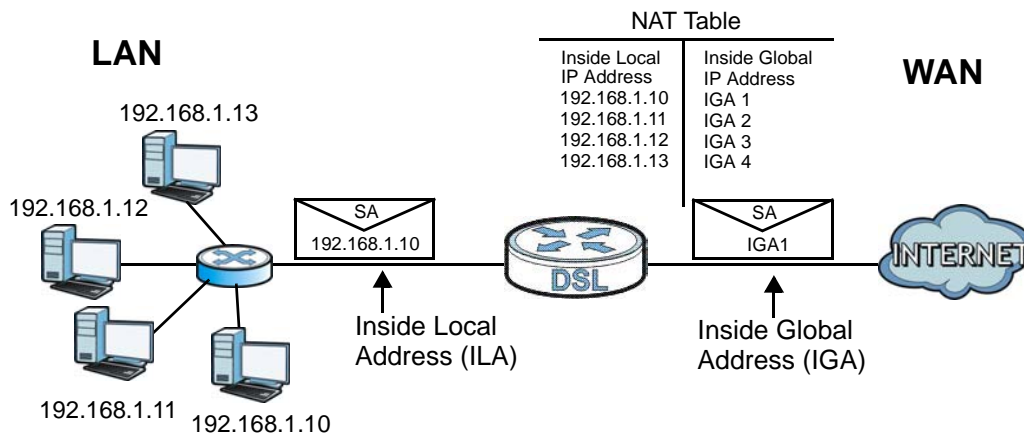 NAT Table
LAN
WAN
Inside Local
IP Address
192.168.1.10
192.168.1.11
192.168.1.12
192.168.1.13
Inside Global
IP Address
IGA 1
IGA 2
IGA 3
IGA 4
192.168.1.13
192.168.1.12
192.168.1.11
192.168.1.10
SA
192.168.1.10
DSL
SA
IGA1
INTERNET
Inside Local
Address (ILA)
Inside Global
Address (IGA)